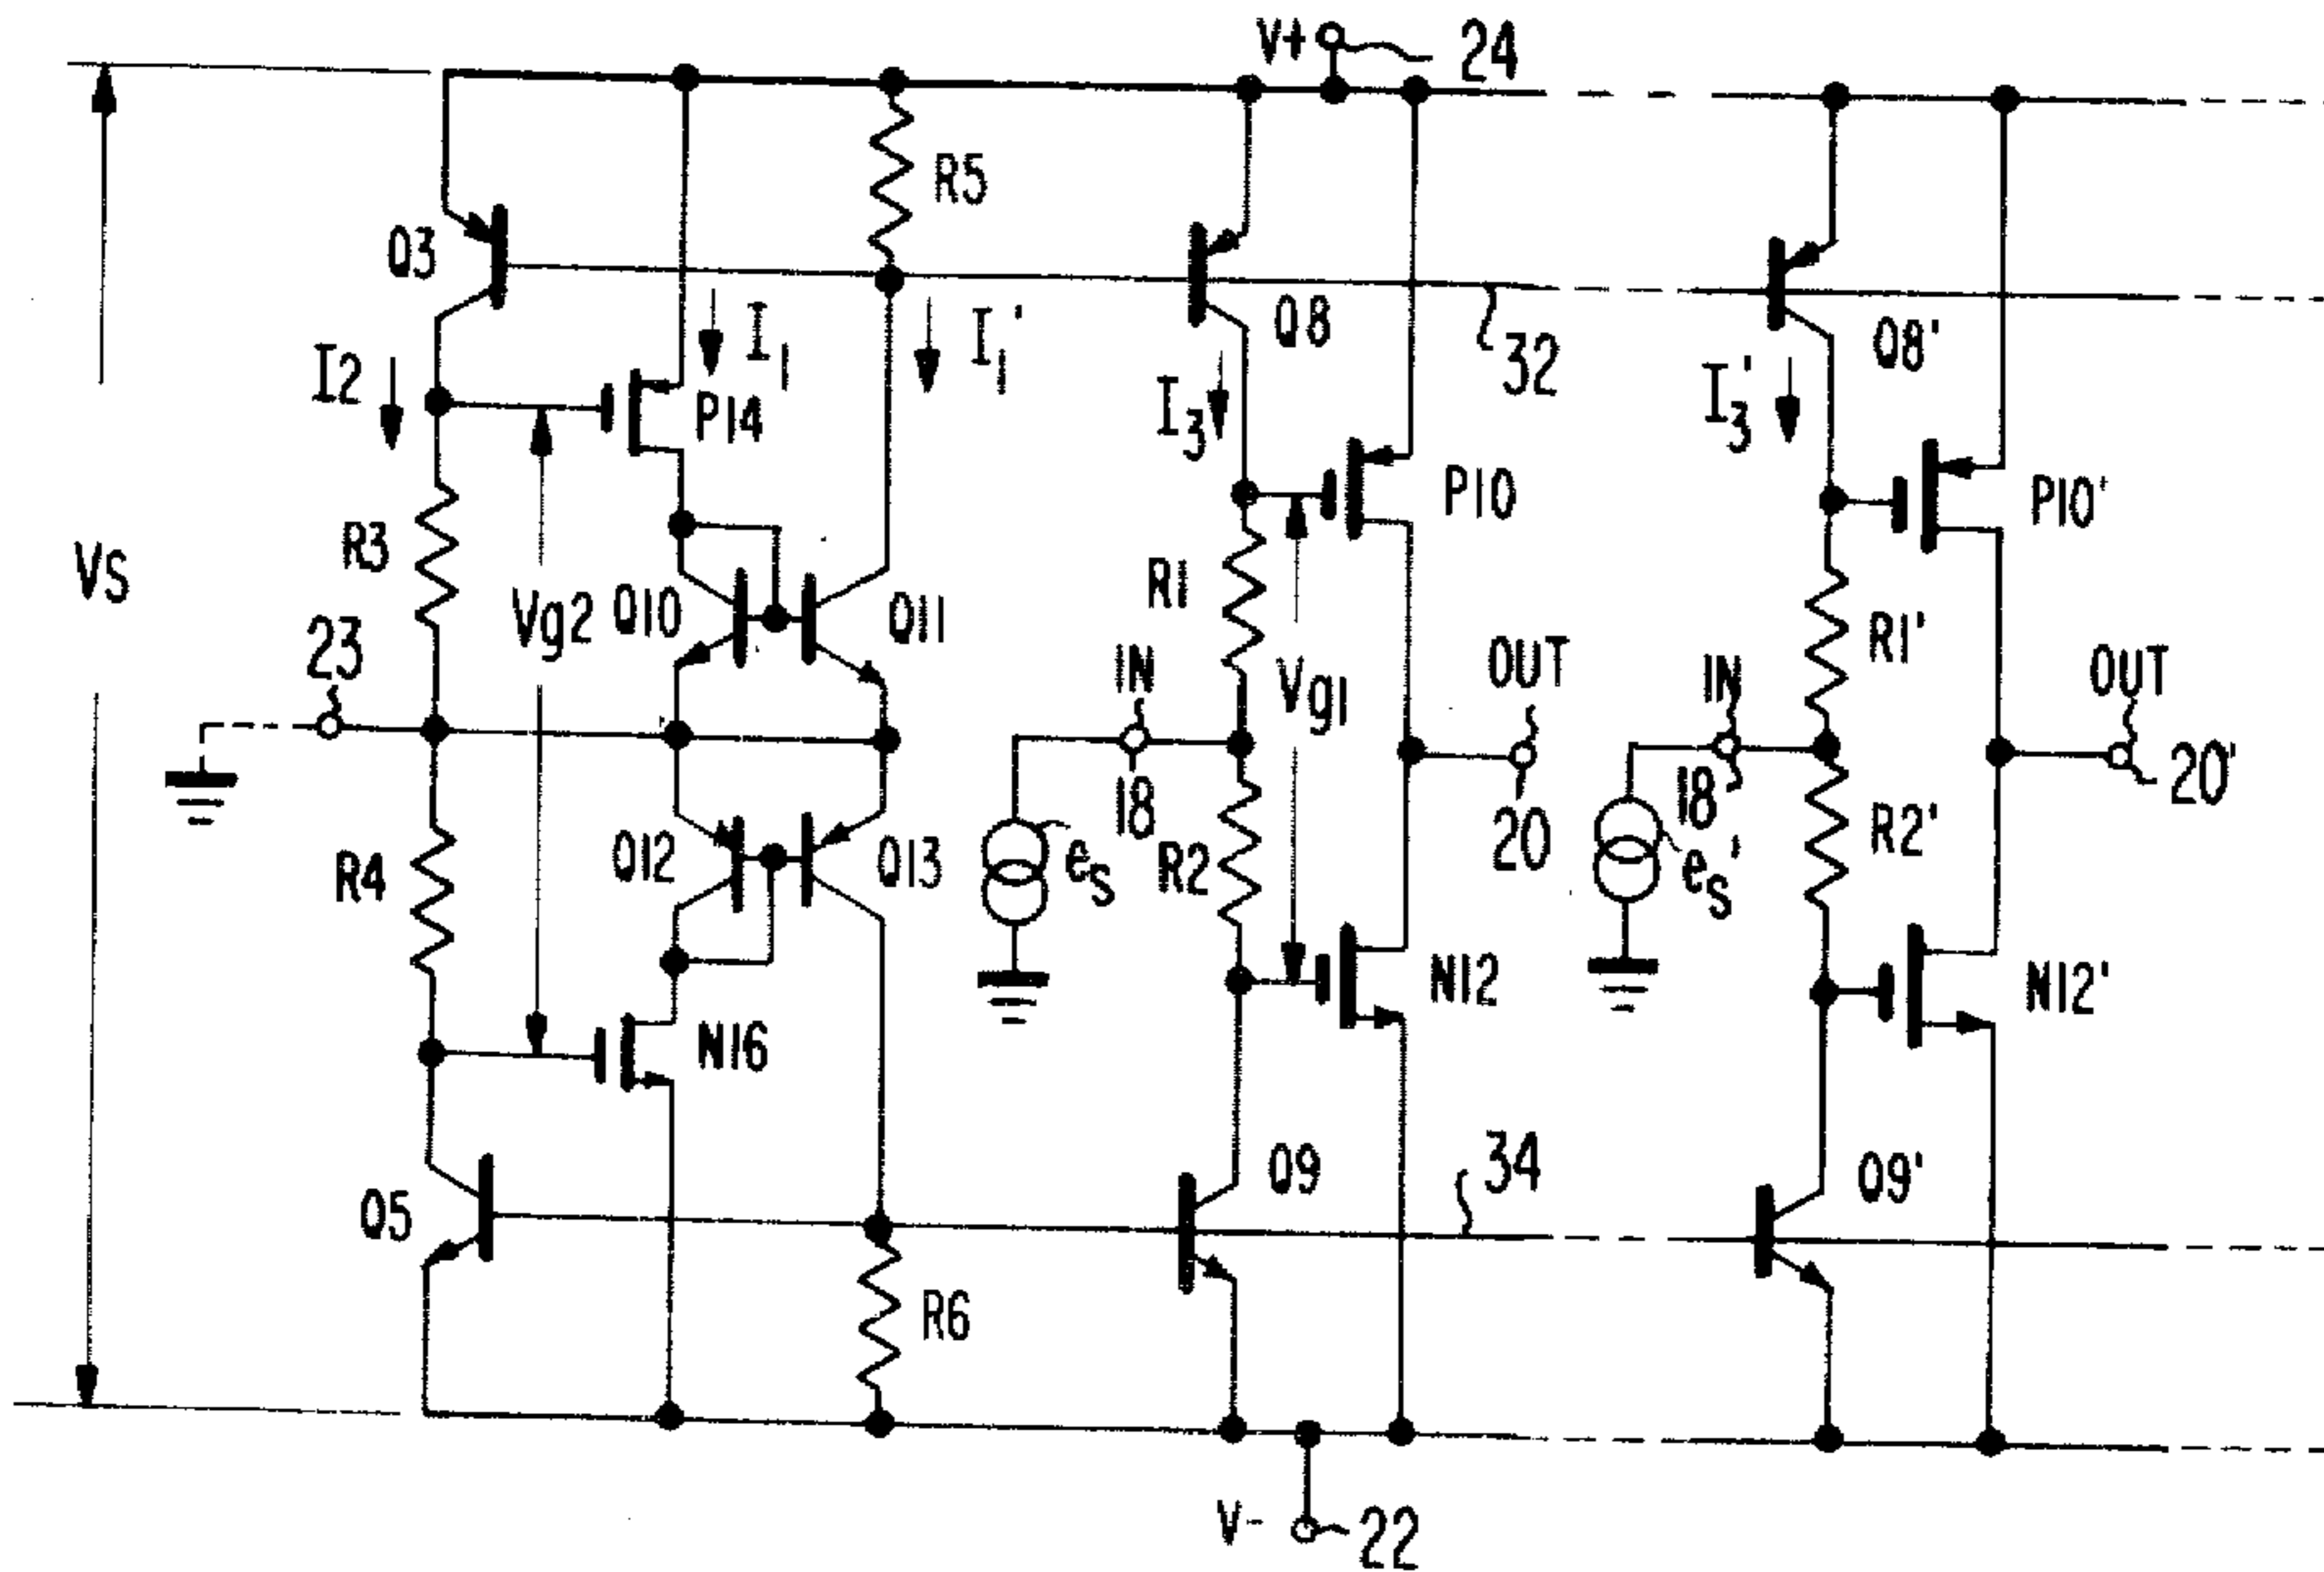 V+
24
R5
Q3
Q8
Q8'
I1
I1'
32
I2
P14
I3
I3'
P10
P10'
R3
R1
R1'
VS
Vg2
Q10
Q11
23
IN
Vg1
OUT
IN
OUT
18
20
18'
20'
R4
Q12
Q13
eS
R2
eS'
R2'
N16
N12
N12'
Q5
Q9
34
Q9'
R6
V-
22